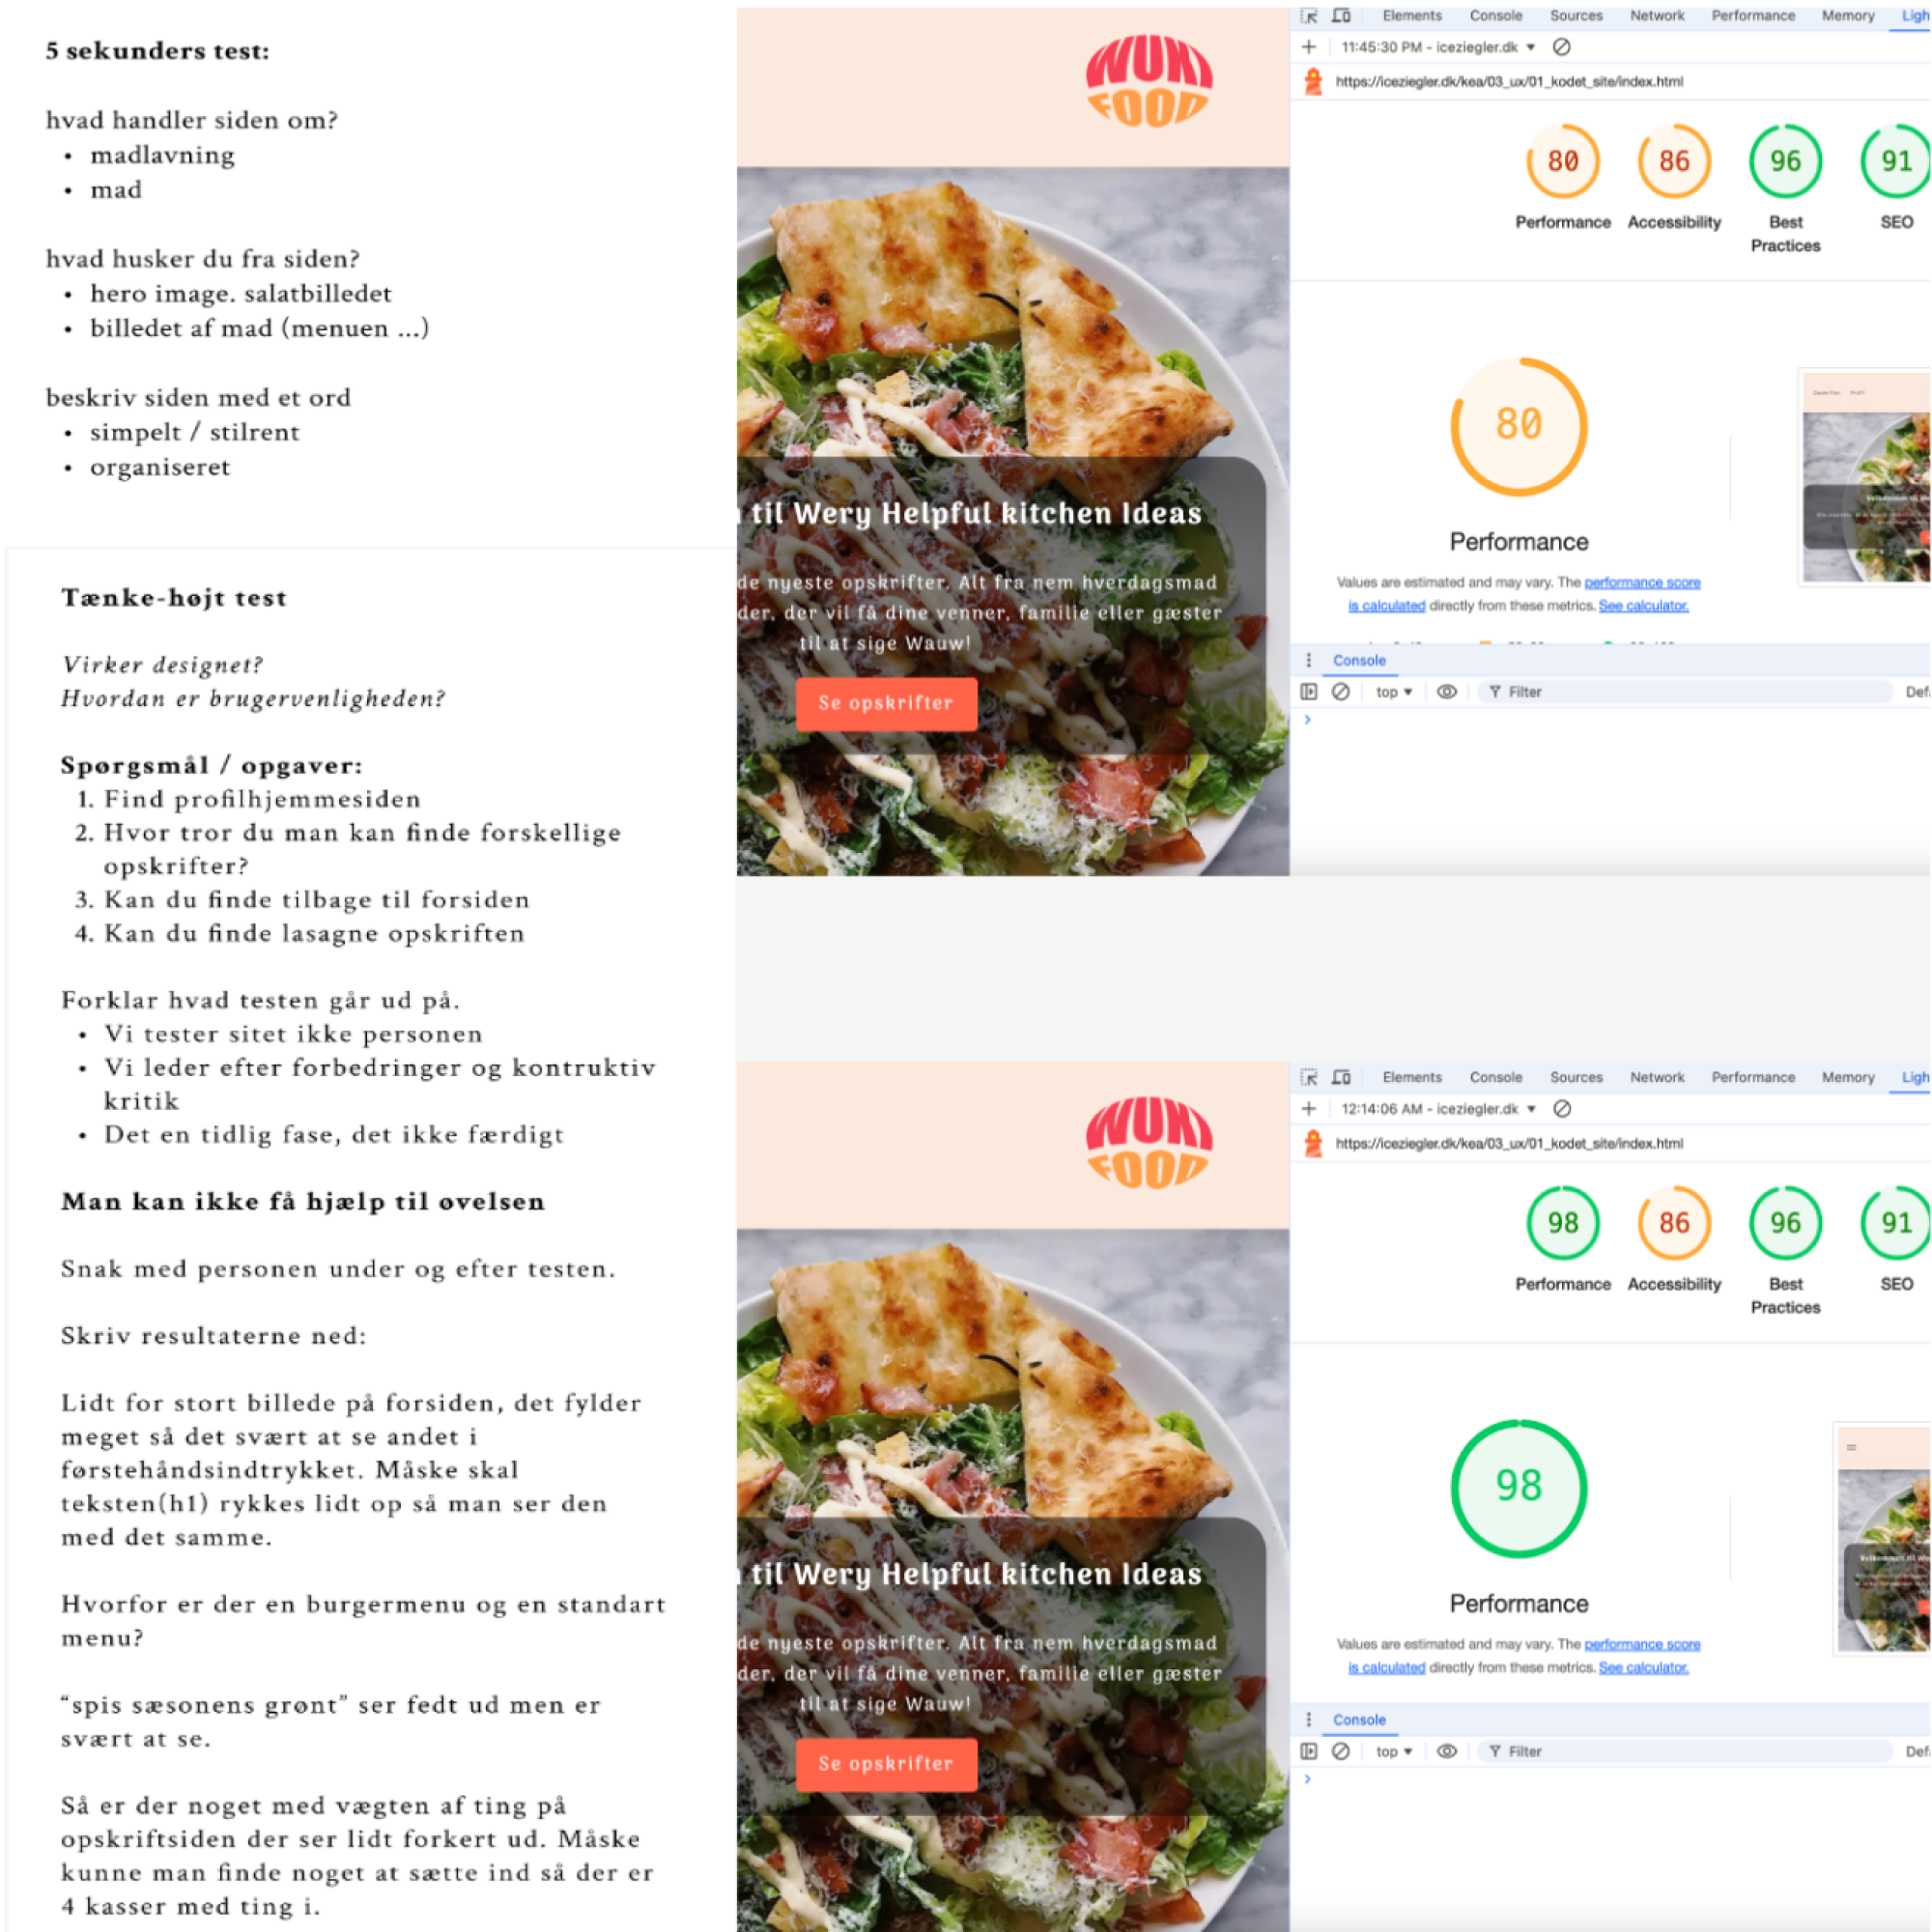 5 sekunders test:
hvad handler siden om?
• madlavning
• mad
hvad husker du fra siden?
• hero image. salatbilledet
• billedet af mad (menuen ...)
beskriv siden med et ord
• simpelt / stilrent
• organiseret
Tænke-højt test
Virker designet?
Hvordan er brugervenligheden?
Spørgsmål / opgaver:
1. Find profilhjemmesiden
2. Hvor tror du man kan finde forskellige
opskrifter?
3. Kan du finde tilbage til forsiden
4. Kan du finde lasagne opskriften
Forklar hvad testen går ud på.
• Vi tester sitet ikke personen
• Vi leder efter forbedringer og kontruktiv
kritik
• Det en tidlig fase, det ikke færdigt
Man kan ikke få hjælp til øvelsen
Snak med personen under og efter testen.
Skriv resultaterne ned:
Lidt for stort billede på forsiden, det fylder
meget så det svært at se andet i
førstehåndsindtrykket. Måske skal
teksten(h1) rykkes lidt op så man ser den
med det samme.
Hvorfor er der en burgermenu og en standart
menu?
“spis sæsonens grønt” ser fedt ud men er
svært at se.
Så er der noget med vægten af ting på
opskriftsiden der ser lidt forkert ud. Måske
kunne man finde noget at sætte ind så der er
4 kasser med ting i.
WUKI
FOOD
til Wery Helpful kitchen Ideas
de nyeste opskrifter. Alt fra nem hverdagsmad
der, der vil få dine venner, familie eller gæster
til at sige Wauw!
Se opskrifter
Elements Console Sources Network Performance Memory Ligh
11:45:30 PM - iceziegler.dk
https://iceziegler.dk/kea/03_ux/01_kodet_site/index.html
80 86 96 91
Performance Accessibility Best Practices SEO
80
Performance
Values are estimated and may vary. The performance score
is calculated directly from these metrics. See calculator.
Console
top Filter Def
WUKI
FOOD
til Wery Helpful kitchen Ideas
de nyeste opskrifter. Alt fra nem hverdagsmad
der, der vil få dine venner, familie eller gæster
til at sige Wauw!
Se opskrifter
Elements Console Sources Network Performance Memory Ligh
12:14:06 AM - iceziegler.dk
https://iceziegler.dk/kea/03_ux/01_kodet_site/index.html
98 86 96 91
Performance Accessibility Best Practices SEO
98
Performance
Values are estimated and may vary. The performance score
is calculated directly from these metrics. See calculator.
Console
top Filter Def